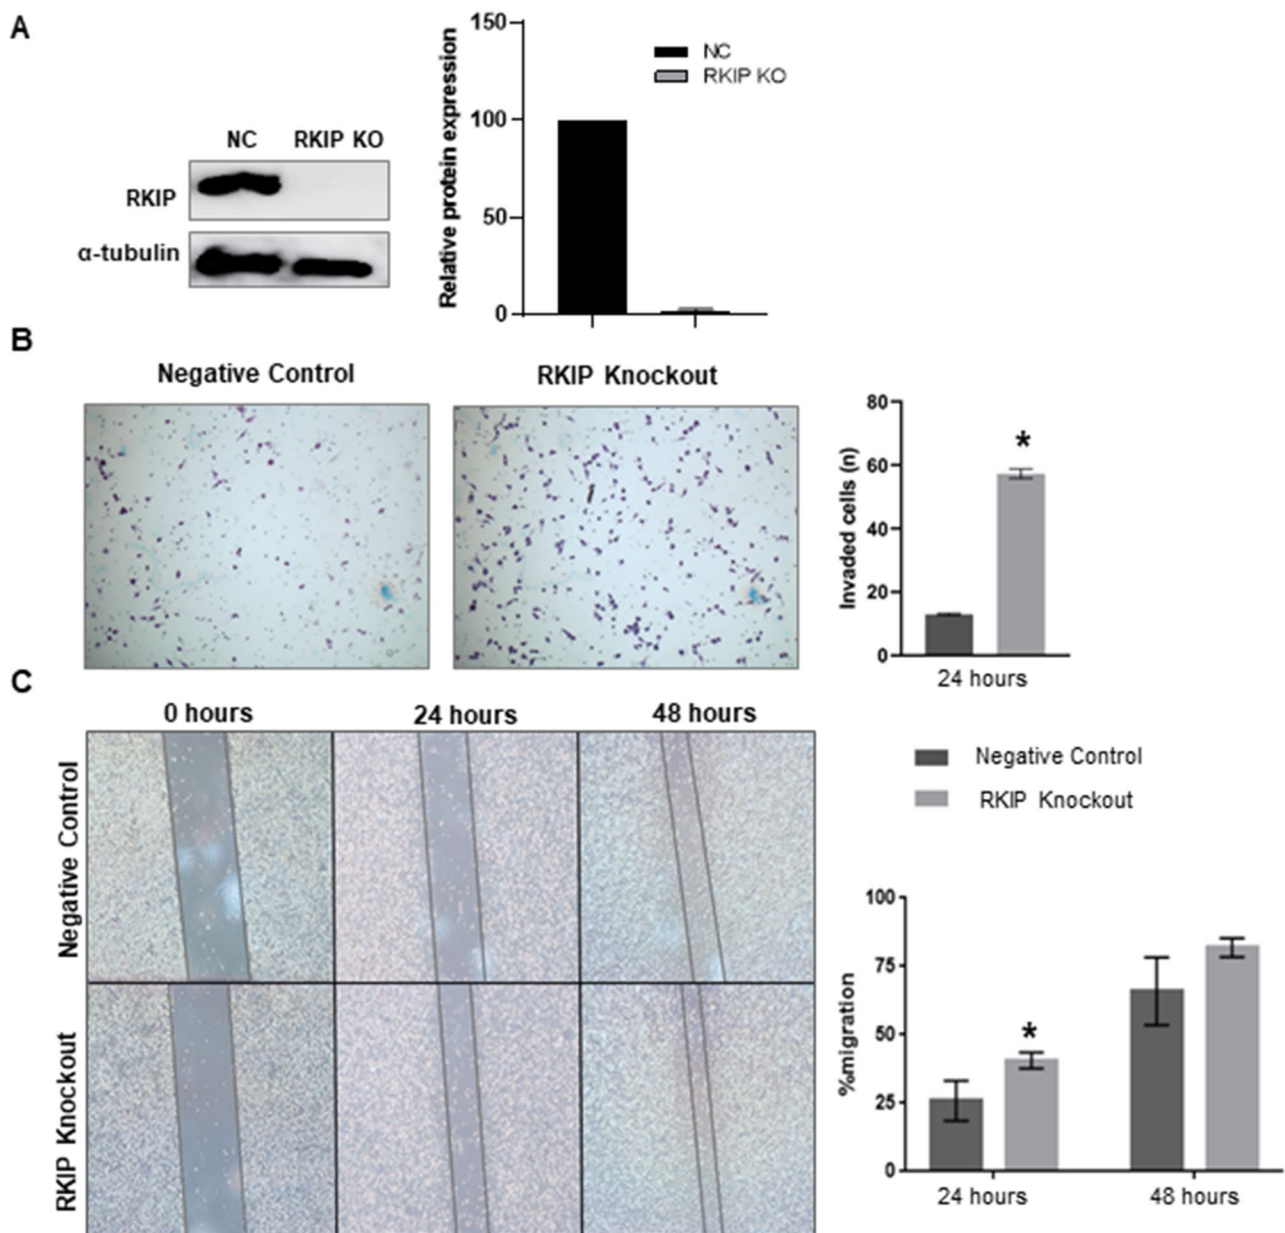 A
150
NC
RKIP KO
100
Relative protein expression
NC RKIP KO
RKIP
50
α-tubulin
0
B
Negative Control
RKIP Knockout
80
*
60
Invaded cells (n)
40
20
0
24 hours
C
0 hours
24 hours
48 hours
Negative Control
Negative Control
RKIP Knockout
RKIP Knockout
100
75
*
50
%migration
25
0
24 hours
48 hours